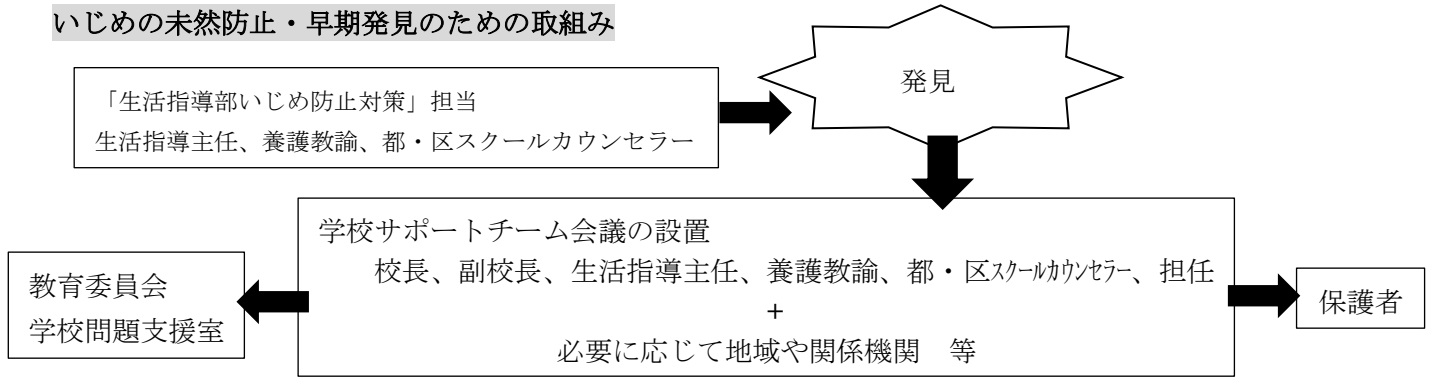 いじめの未然防止・早期発見のための取組み
発見
「生活指導部いじめ防止対策」担当
生活指導主任、養護教諭、都・区スクールカウンセラー
学校サポートチーム会議の設置
校長、副校長、生活指導主任、養護教諭、都・区ｽｸｰﾙｶｳﾝｾﾗｰ、担任
+
必要に応じて地域や関係機関　等
教育委員会
学校問題支援室
保護者